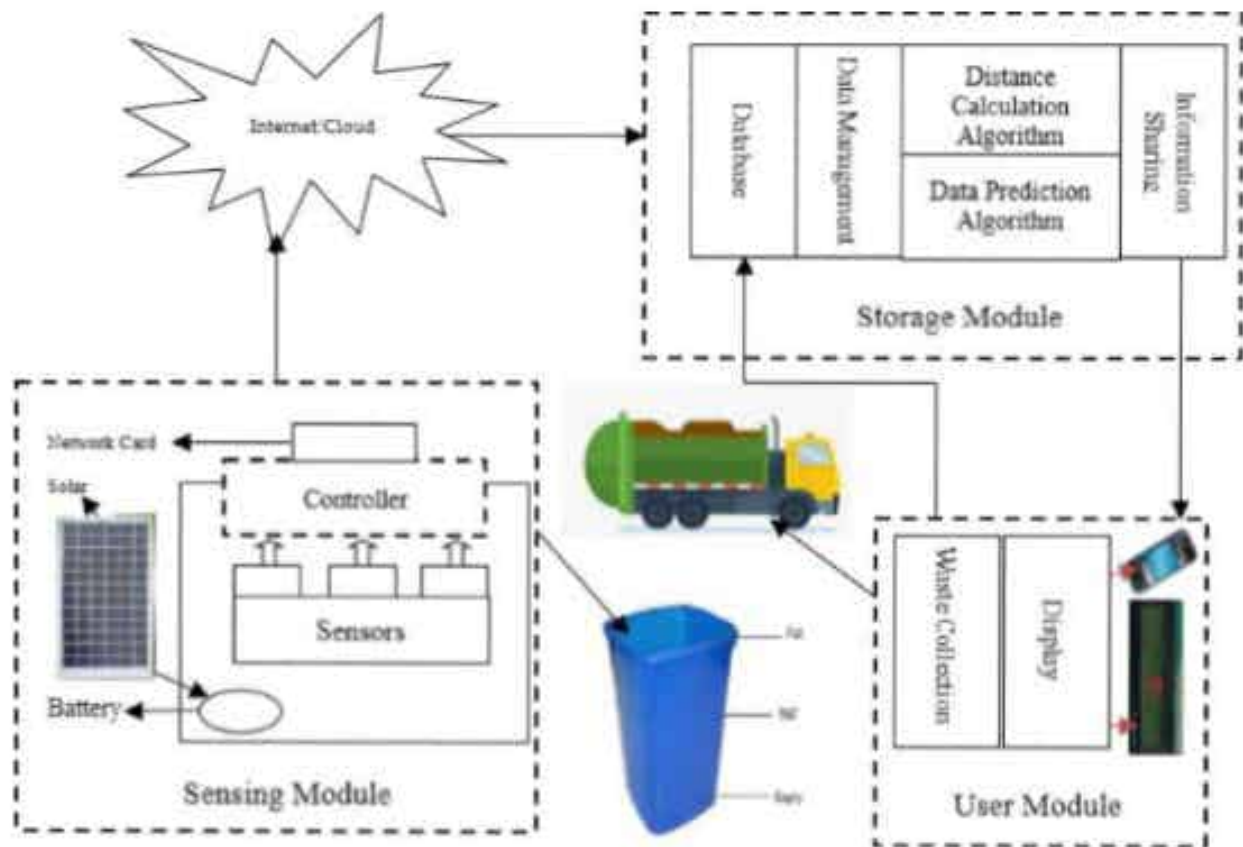 Internet/Cloud
Database
Data Management
Distance
Calculation
Algorithm
Data Prediction
Algorithm
Information
Sharing
Storage Module
Network Card
Solar
Controller
Sensors
Battery
Sensing Module
Full
Empty
Waste Collection
Display
User Module